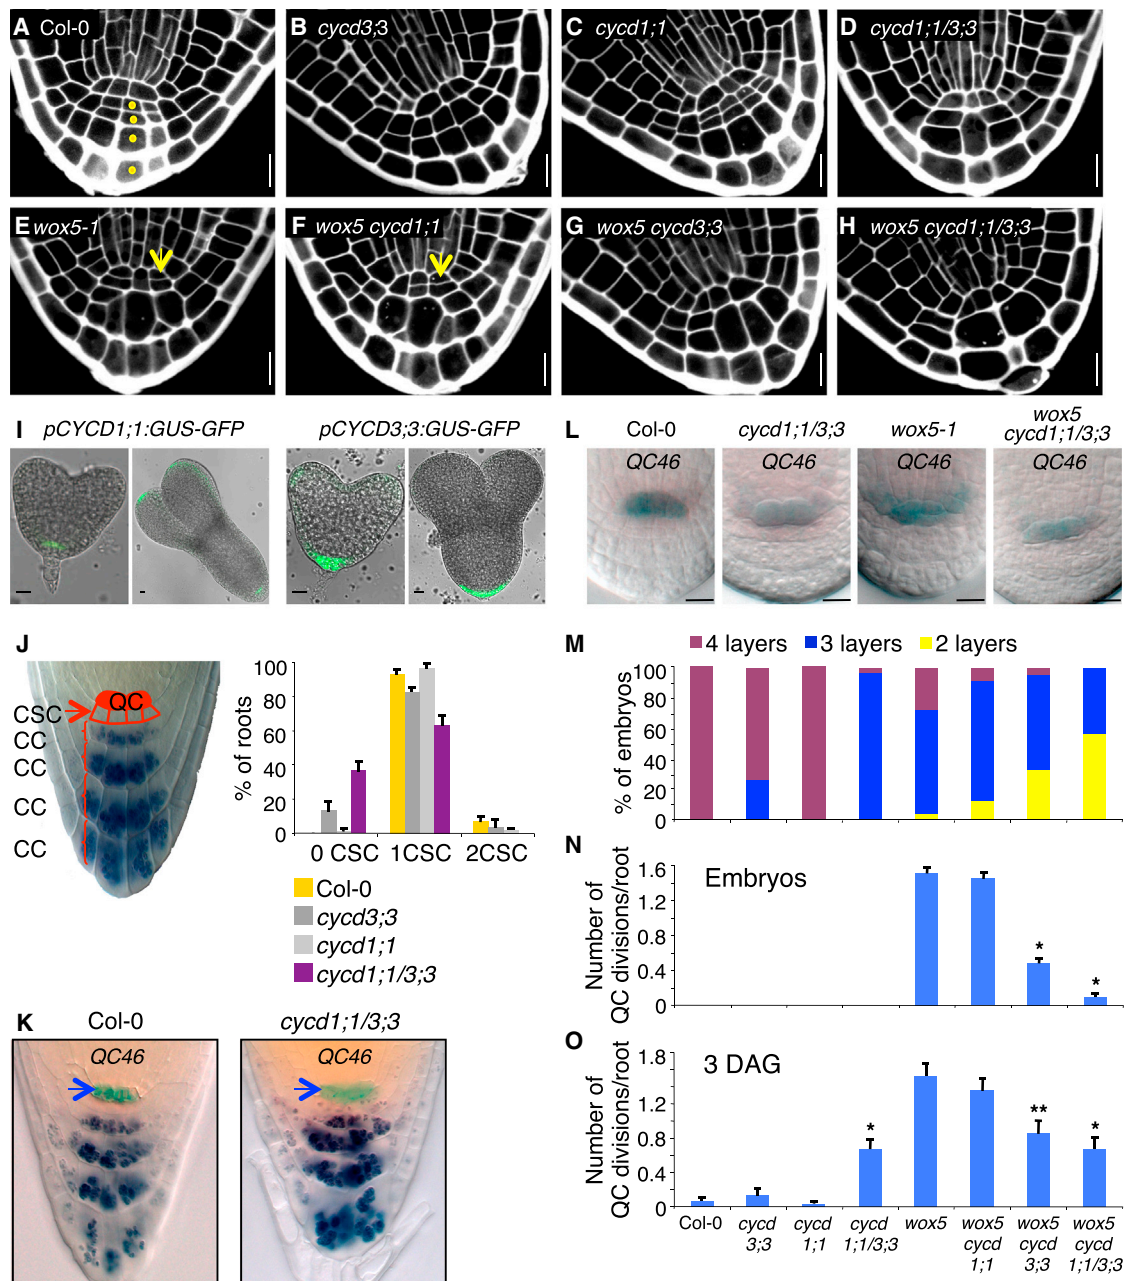 A Col-0
B cycd3;3
C cycd1;1
D cycd1;1/3;3
E wox5-1
F wox5 cycd1;1
G wox5 cycd3;3
H wox5 cycd1;1/3;3
I pCYCD1;1:GUS-GFP pCYCD3;3:GUS-GFP
L Col-0 cycd1;1/3;3 wox5-1 wox5 cycd1;1/3;3
QC46 QC46 QC46 QC46
J
QC
CSC
CC
CC
CC
CC
% of roots
100
80
60
40
20
0
0 CSC 1CSC 2CSC
Col-0
cycd3;3
cycd1;1
cycd1;1/3;3
K Col-0 cycd1;1/3;3
QC46 QC46
M 4 layers 3 layers 2 layers
% of embryos
100
80
60
40
20
0
N Embryos
Number of
QC divisions/root
1.6
1.2
0.8
0.4
0
* *
O 3 DAG
Number of
QC divisions/root
1.8
1.2
0.8
0.4
0
* ** *
Col-0 cycd 3;3 cycd 1;1 cycd 1;1/3;3 wox5 wox5 cycd 1;1 wox5 cycd 3;3 wox5 cycd 1;1/3;3